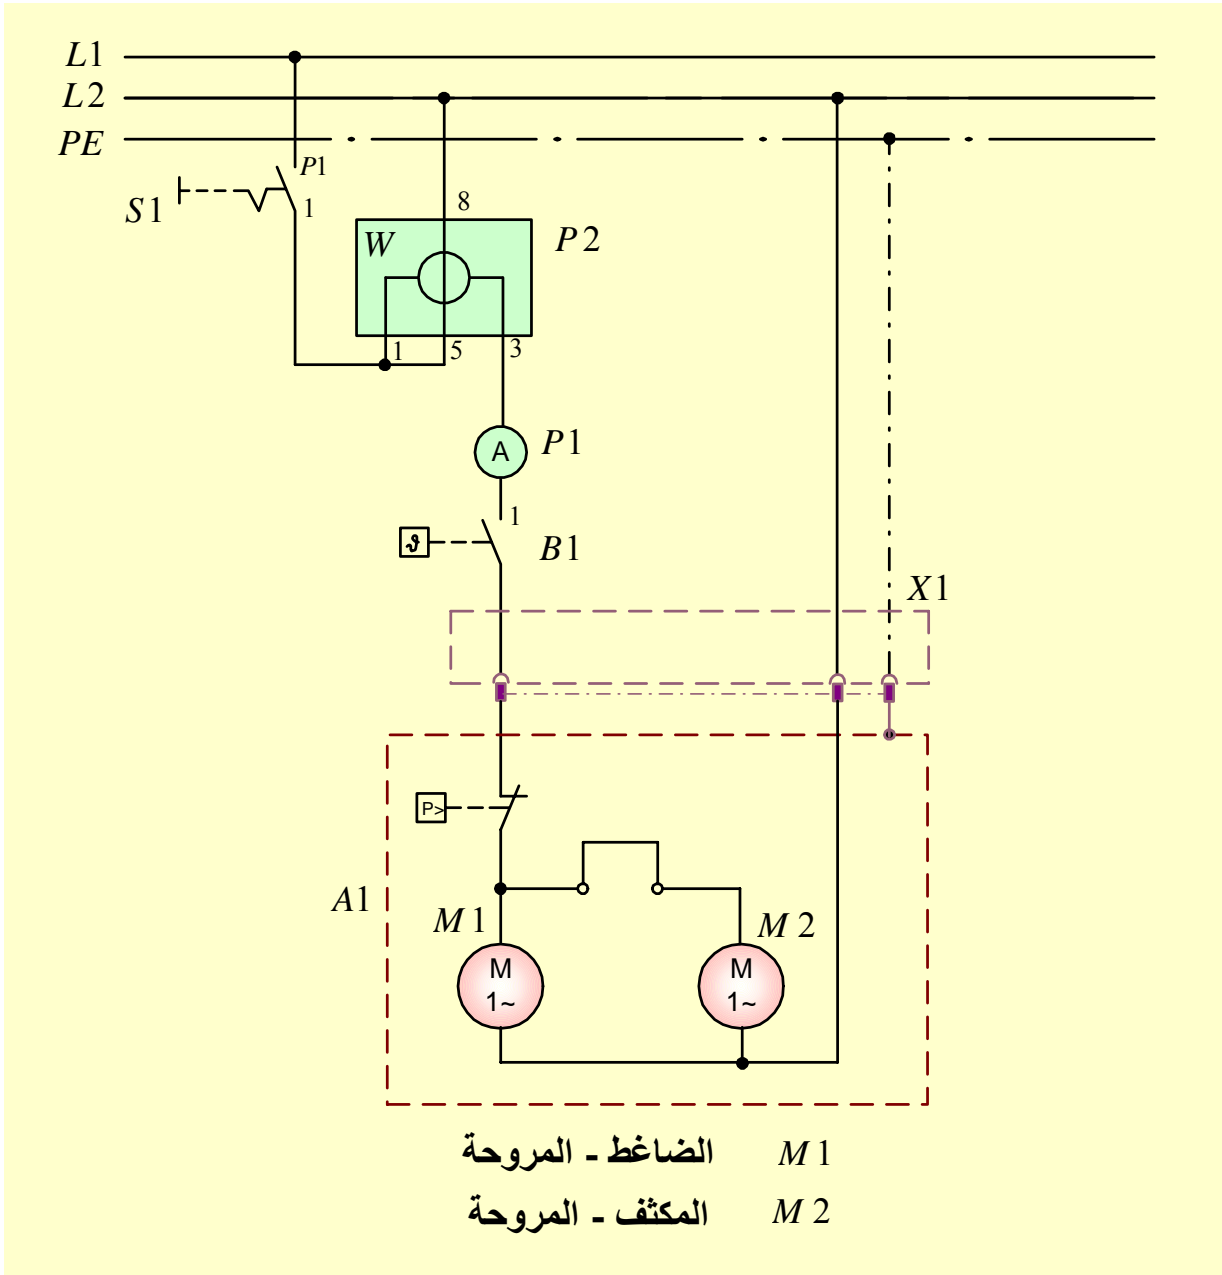 L1
L2
PE
P1
S1
1
8
W
P2
1
5
3
A
P1
1
ϑ
B1
X1
P>
A1
M1
M2
M
1~
M
1~
الضاغط - المروحة M1
المكثف - المروحة M2